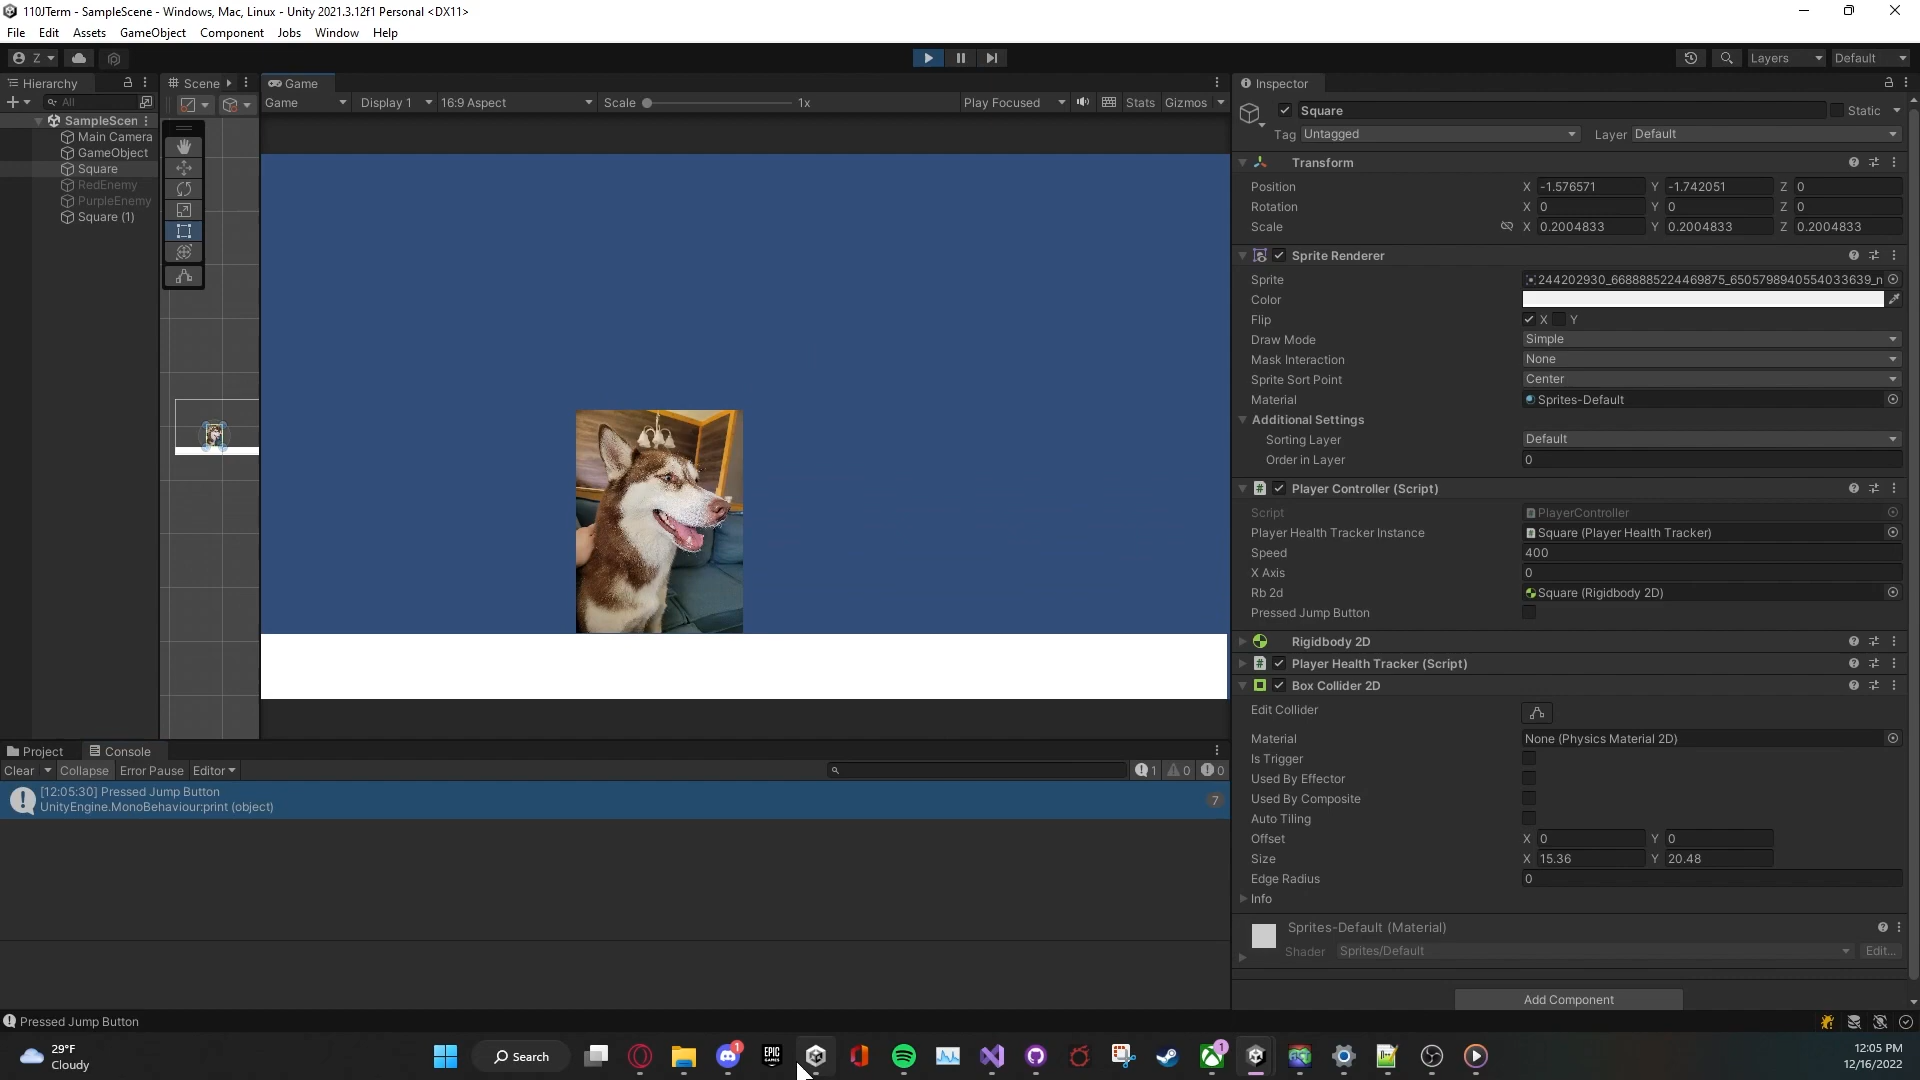 110JTerm - SampleScene - Windows, Mac, Linux - Unity 2021.3.12f1 Personal <DX11>
File Edit Assets GameObject Component Jobs Window Help
Z Layers Default
Hierarchy Scene Game Inspector
All Game Display 1 16:9 Aspect Scale 1x Play Focused Stats Gizmos
SampleScen
Main Camera
GameObject
Square
RedEnemy
PurpleEnemy
Square (1)
Square Static
Tag Untagged Layer Default
Transform
Position X -1.576571 Y -1.742051 Z 0
Rotation X 0 Y 0 Z 0
Scale X 0.2004833 Y 0.2004833 Z 0.2004833
Sprite Renderer
Sprite 244202930_6688885224469875_6505798940554033639_n
Color
Flip X Y
Draw Mode Simple
Mask Interaction None
Sprite Sort Point Center
Material Sprites-Default
Additional Settings
Sorting Layer Default
Order in Layer 0
Player Controller (Script)
Script PlayerController
Player Health Tracker Instance Square (Player Health Tracker)
Speed 400
X Axis 0
Rb 2d Square (Rigidbody 2D)
Pressed Jump Button
Rigidbody 2D
Player Health Tracker (Script)
Box Collider 2D
Edit Collider
Material None (Physics Material 2D)
Is Trigger
Used By Effector
Used By Composite
Auto Tiling
Offset X 0 Y 0
Size X 15.36 Y 20.48
Edge Radius 0
Info
Sprites-Default (Material)
Shader Sprites/Default Edit...
Add Component
Project Console
Clear Collapse Error Pause Editor 1 0 0
[12:05:30] Pressed Jump Button
UnityEngine.MonoBehaviour:print (object)
7
Pressed Jump Button
29°F
Cloudy
Search
1
EPIC GAMES
1
12:05 PM
12/16/2022